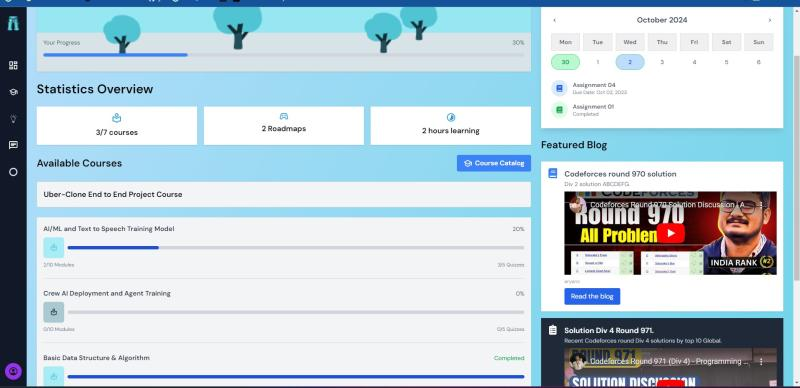 Your Progress
30%
Statistics Overview
3/7 courses
2 Roadmaps
2 hours learning
Available Courses
Course Catalog
Uber-Clone End to End Project Course
AI/ML and Text to Speech Training Model
20%
2/10 Modules
3/5 Quizzes
Crew AI Deployment and Agent Training
0%
0/10 Modules
0/5 Quizzes
Basic Data Structure & Algorithm
Completed
October 2024
Mon Tue Wed Thu Fri Sat Sun
30 1 2 3 4 5 6
Assignment 04
Due Date: Oct 02, 2023
Assignment 01
Completed
Featured Blog
Codeforces round 970 solution
Div 2 solution ABCDEFG.
Codeforces Round 970 Solution Discussion | A...
CODEFORCES
Round 970
All Problem
INDIA RANK #2
Read the blog
Solution Div 4 Round 971.
Recent Codeforces round Div 4 solutions by top 10 Global.
Codeforces Round 971 (Div 4) - Programming ...
ROUND 971
SOLUTION DISCUSSION